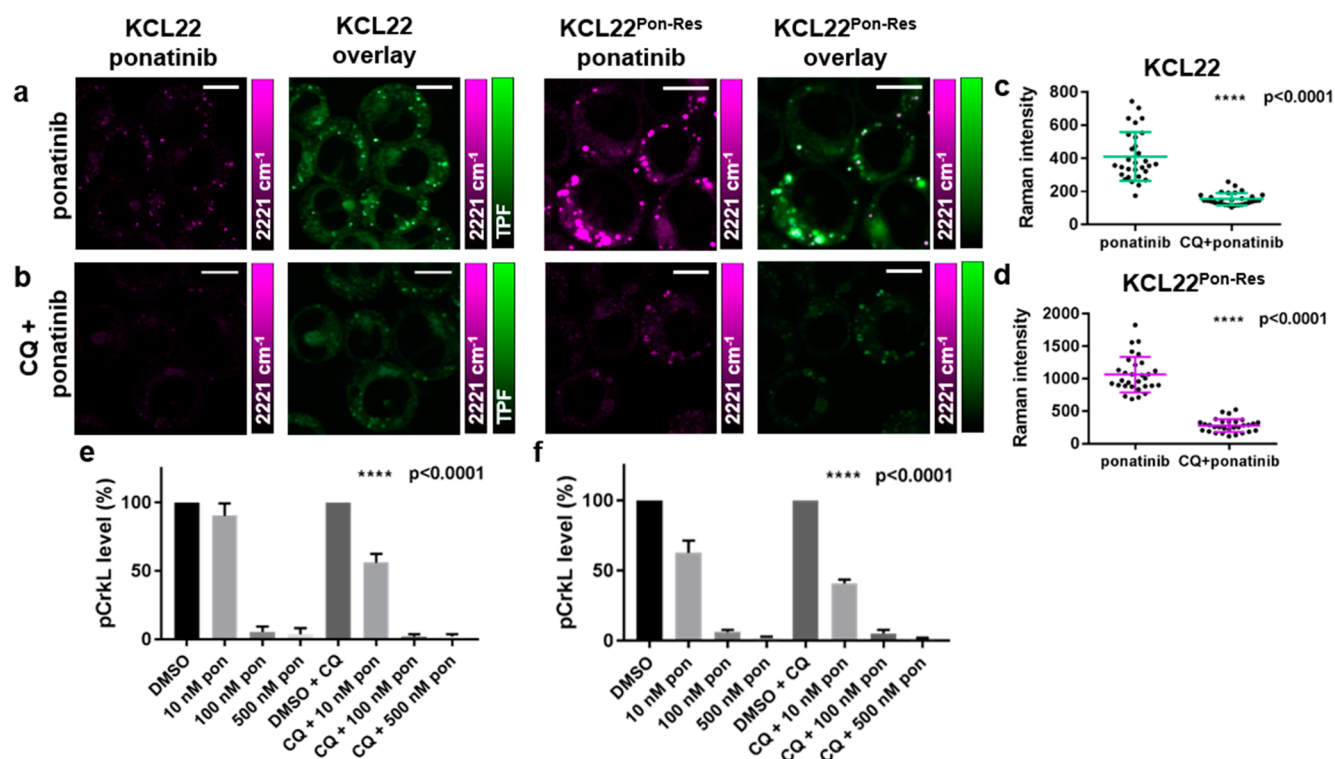 KCL22
ponatinib
KCL22
overlay
KCL22Pon-Res
ponatinib
KCL22Pon-Res
overlay
a
ponatinib
2221 cm-1
2221 cm-1
TPF
2221 cm-1
2221 cm-1
b
CQ +
ponatinib
2221 cm-1
2221 cm-1
TPF
2221 cm-1
2221 cm-1
c
KCL22
Raman intensity
800
600
400
200
0
**** p<0.0001
ponatinib CQ+ponatinib
d
KCL22Pon-Res
Raman intensity
2000
1500
1000
500
0
**** p<0.0001
ponatinib CQ+ponatinib
e
pCrkL level (%)
100
50
0
**** p<0.0001
DMSO
10 nM pon
100 nM pon
500 nM pon
DMSO + CQ
CQ + 10 nM pon
CQ + 100 nM pon
CQ + 500 nM pon
f
pCrkL level (%)
100
50
0
**** p<0.0001
DMSO
10 nM pon
100 nM pon
500 nM pon
DMSO + CQ
CQ + 10 nM pon
CQ + 100 nM pon
CQ + 500 nM pon